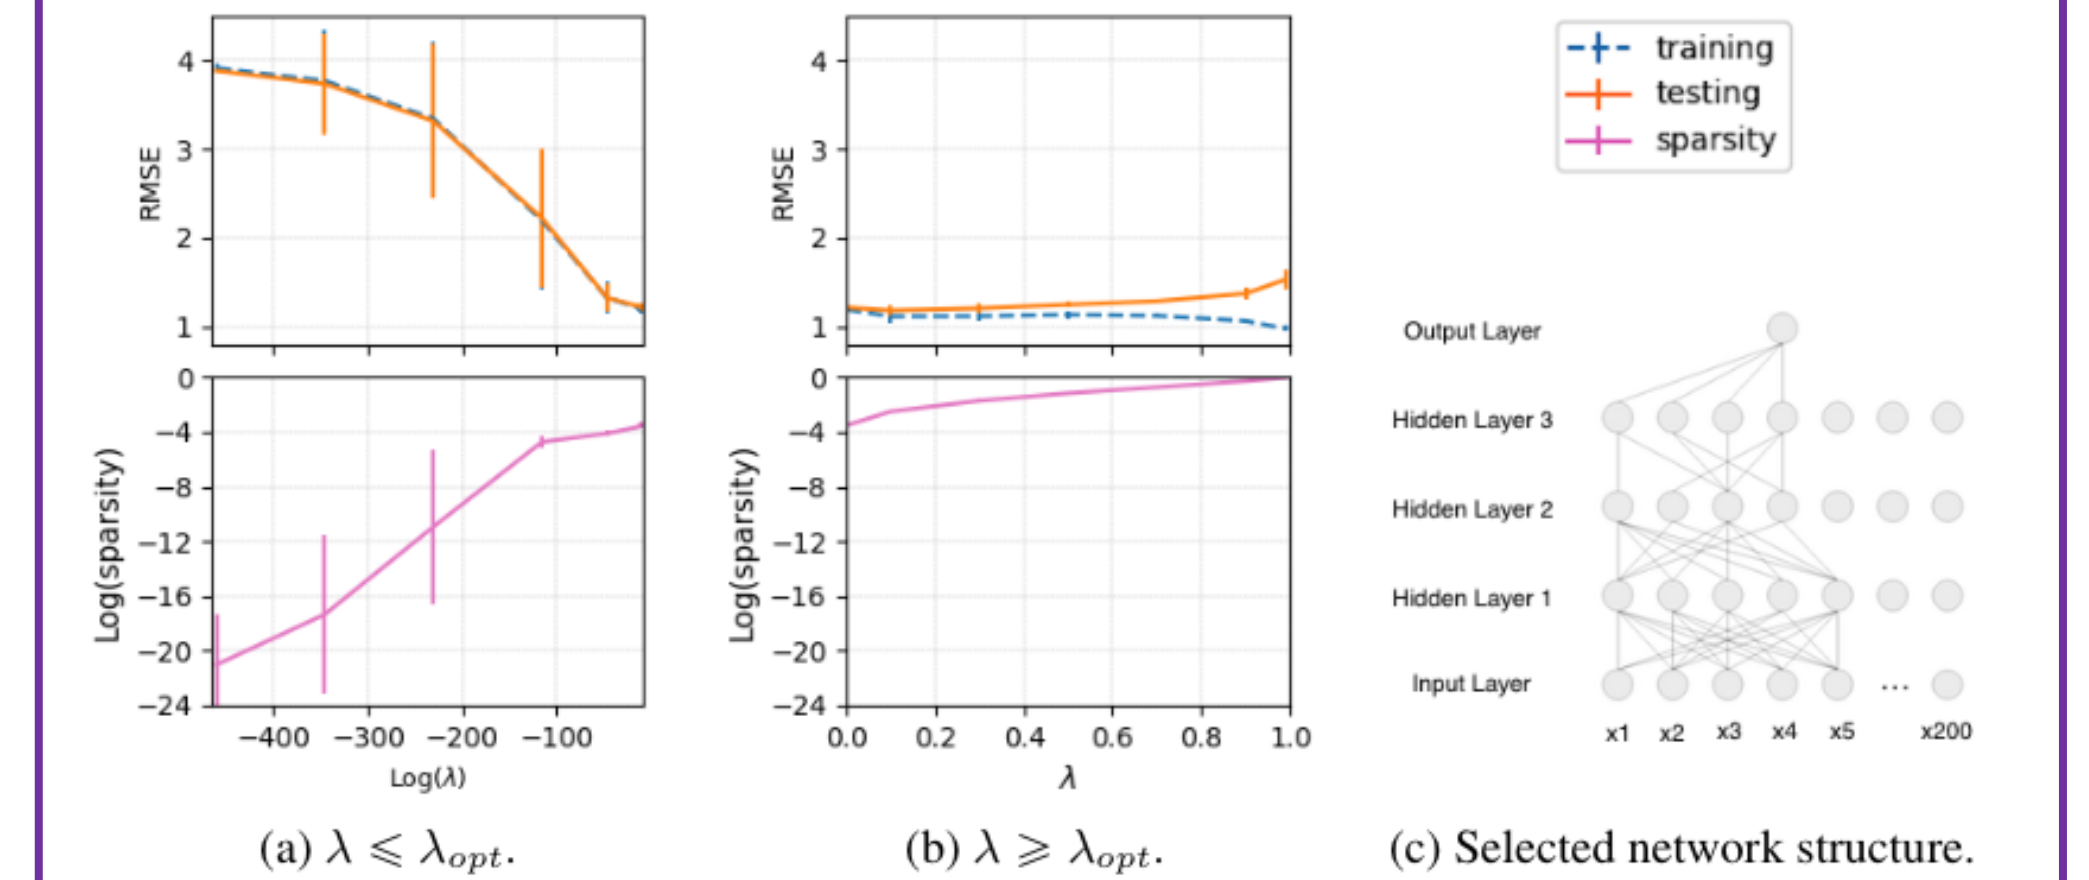 4
3
2
1
RMSE
0
−4
−8
−12
−16
−20
−24
Log(sparsity)
−400 −300 −200 −100
Log(λ)
(a) λ ⩽ λopt.
4
3
2
1
RMSE
0
−4
−8
−12
−16
−20
−24
Log(sparsity)
0.0 0.2 0.4 0.6 0.8 1.0
λ
(b) λ ⩾ λopt.
training
testing
sparsity
Output Layer
Hidden Layer 3
Hidden Layer 2
Hidden Layer 1
Input Layer
...
x1 x2 x3 x4 x5 x200
(c) Selected network structure.